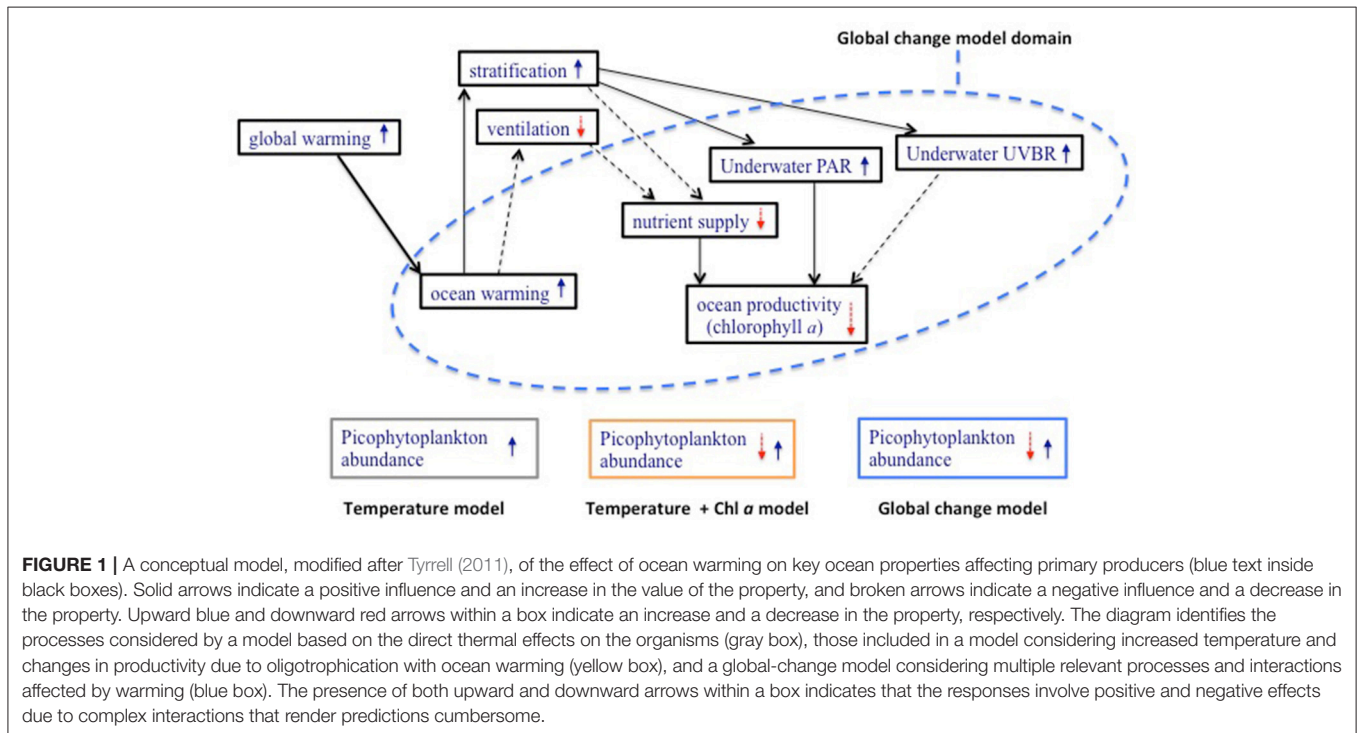 Global change model domain
stratification
ventilation
global warming
Underwater PAR
Underwater UVBR
nutrient supply
ocean warming
ocean productivity
(chlorophyll a)
Picophytoplankton
abundance
Temperature model
Picophytoplankton
abundance
Temperature + Chl a model
Picophytoplankton
abundance
Global change model
FIGURE 1 | A conceptual model, modified after Tyrrell (2011), of the effect of ocean warming on key ocean properties affecting primary producers (blue text inside
black boxes). Solid arrows indicate a positive influence and an increase in the value of the property, and broken arrows indicate a negative influence and a decrease in
the property. Upward blue and downward red arrows within a box indicate an increase and a decrease in the property, respectively. The diagram identifies the
processes considered by a model based on the direct thermal effects on the organisms (gray box), those included in a model considering increased temperature and
changes in productivity due to oligotrophication with ocean warming (yellow box), and a global-change model considering multiple relevant processes and interactions
affected by warming (blue box). The presence of both upward and downward arrows within a box indicates that the responses involve positive and negative effects
due to complex interactions that render predictions cumbersome.